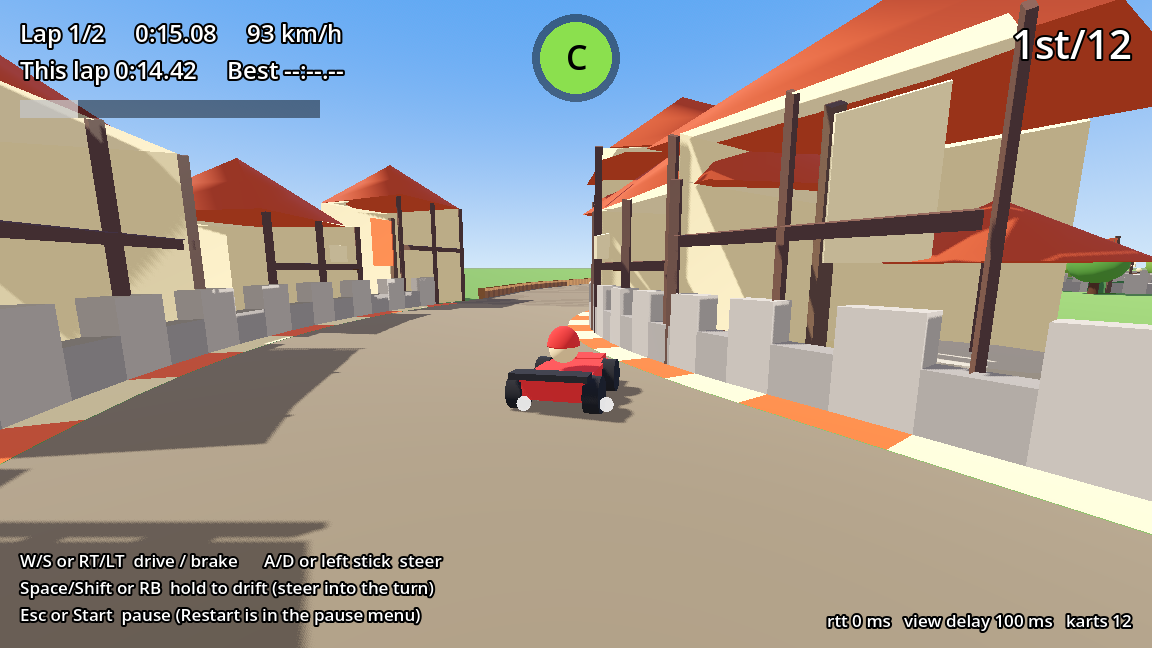 Lap 1/2 0:15.08 93 km/h
This lap 0:14.42 Best --:--.--
C
1st/12
W/S or RT/LT drive / brake A/D or left stick steer
Space/Shift or RB hold to drift (steer into the turn)
Esc or Start pause (Restart is in the pause menu)
rtt 0 ms view delay 100 ms karts 12